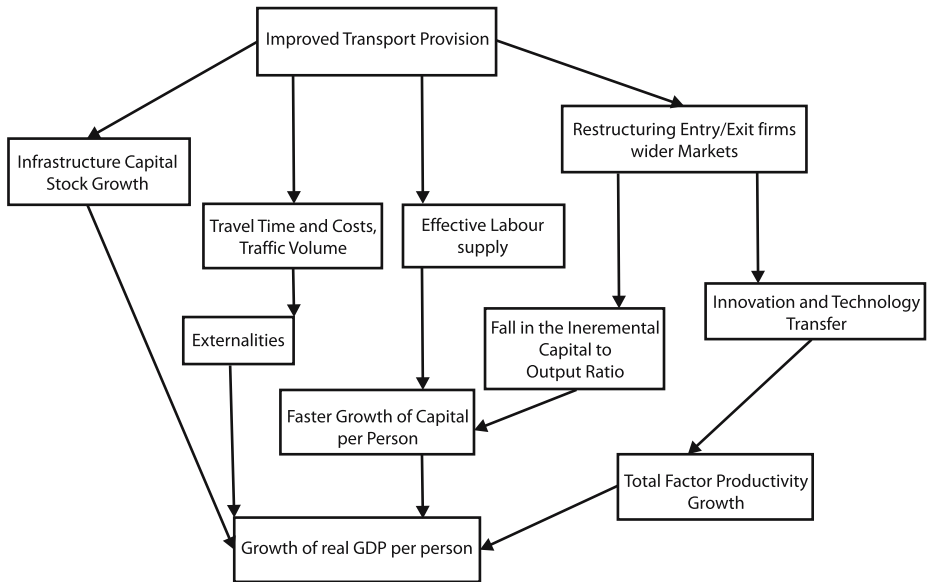 Improved Transport Provision
Restructuring Entry/Exit firms
wider Markets
Infrastructure Capital
Stock Growth
Travel Time and Costs,
Traffic Volume
Effective Labour
supply
Innovation and Technology
Transfer
Externalities
Fall in the Ineremental
Capital to
Output Ratio
Faster Growth of Capital
per Person
Total Factor Productivity
Growth
Growth of real GDP per person